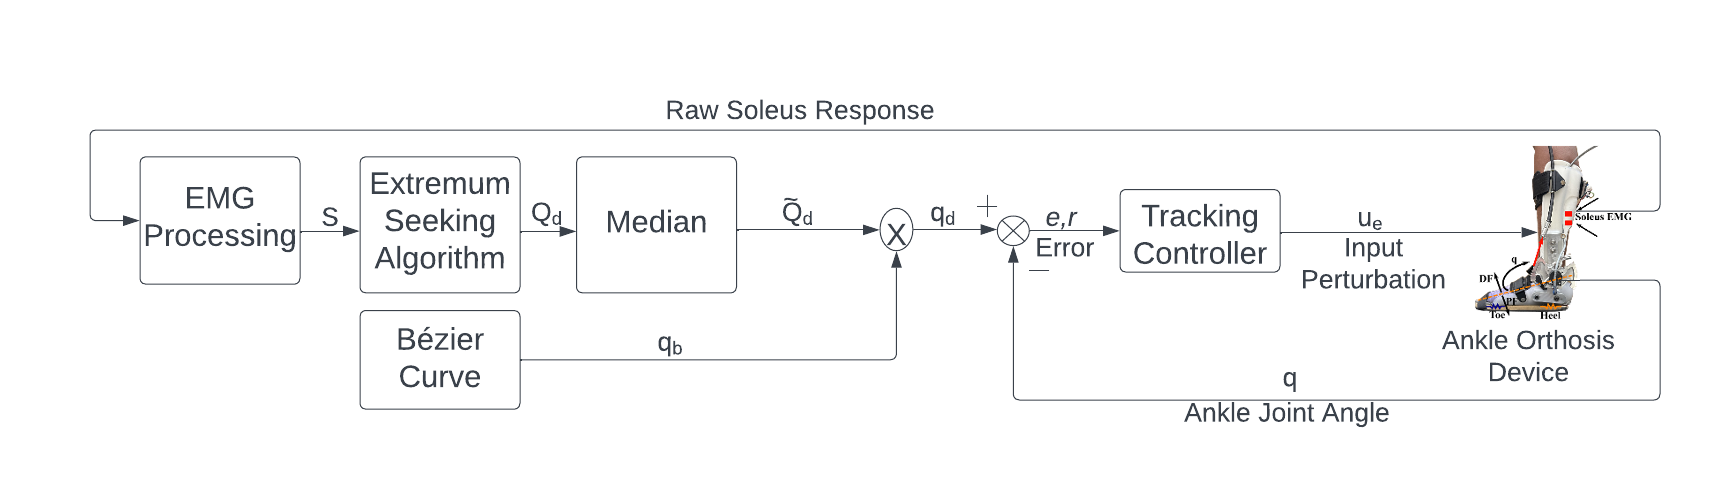 Raw Soleus Response
EMG
Processing
S
Extremum
Seeking
Algorithm
Qd
Median
Q̃d
X
qd
+
e,r
Error
—
Tracking
Controller
ue
Input
Perturbation
Soleus EMG
q
DF
PF
Toe
Heel
Ankle Orthosis
Device
Bézier
Curve
qb
q
Ankle Joint Angle